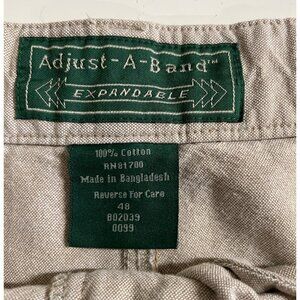 Adjust-A-Band™
EXPANDABLE
100% Cotton
RN81700
Made in Bangladesh
Reverse For Care
48
802039
0099